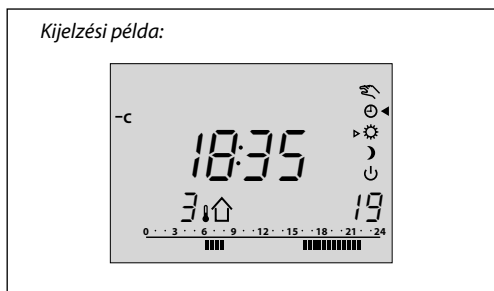 Kijelzési példa:
–C
18:35
3
19
0 · · 3 · · 6 · · 9 · · 12 · · 15 · · 18 · · 21 · · 24